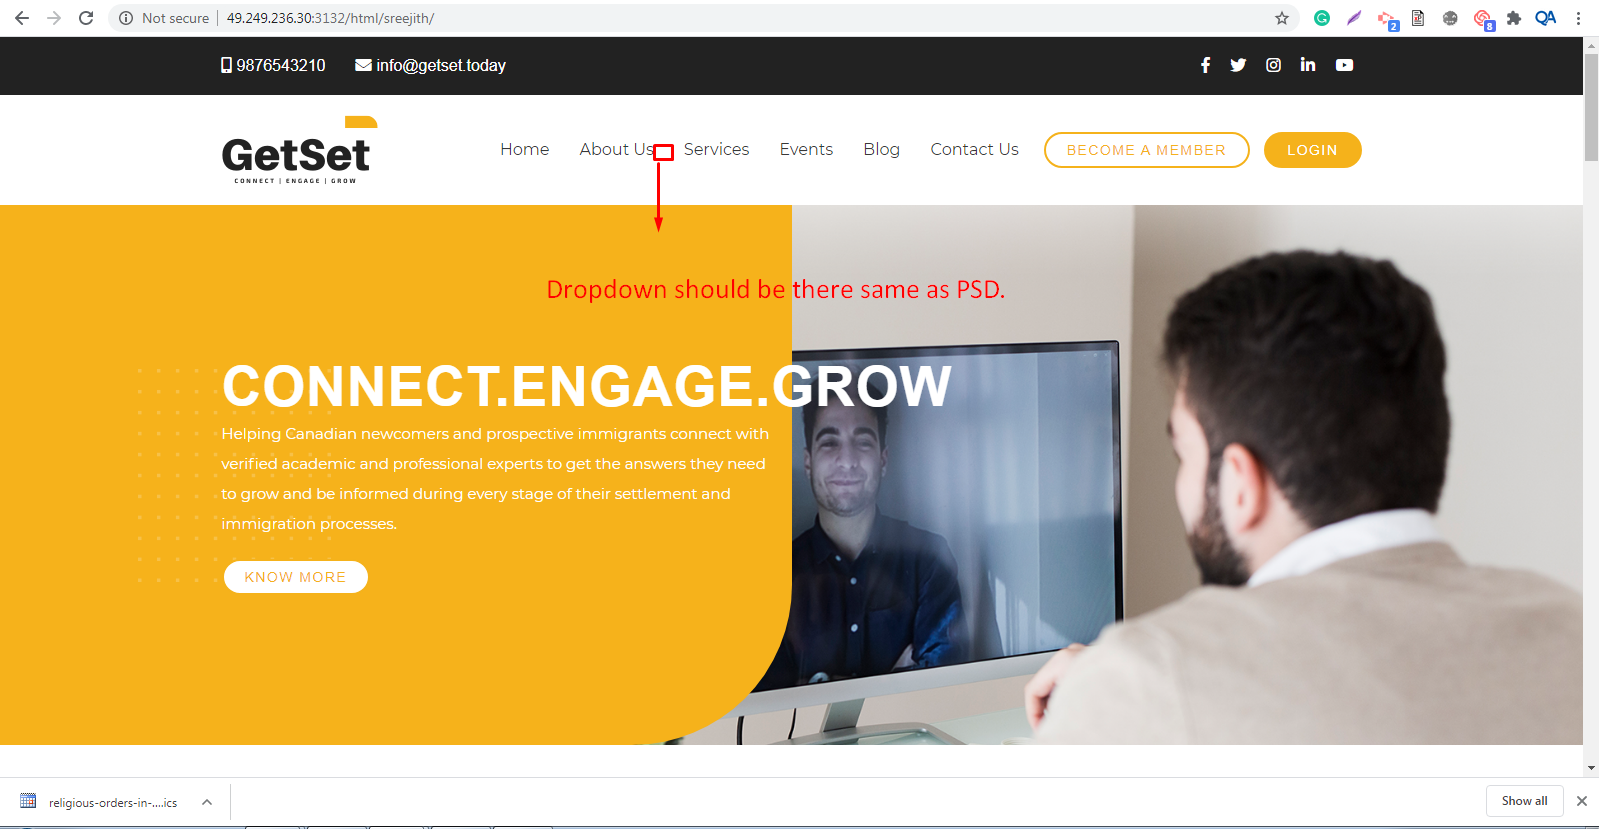 Not secure
49.249.236.30:3132/html/sreejith/
2
8
QA
9876543210
info@getset.today
GetSet
CONNECT | ENGAGE | GROW
Home
About Us
Services
Events
Blog
Contact Us
BECOME A MEMBER
LOGIN
Dropdown should be there same as PSD.
CONNECT.ENGAGE.GROW
Helping Canadian newcomers and prospective immigrants connect with
verified academic and professional experts to get the answers they need
to grow and be informed during every stage of their settlement and
immigration processes.
KNOW MORE
religious-orders-in-....ics
Show all